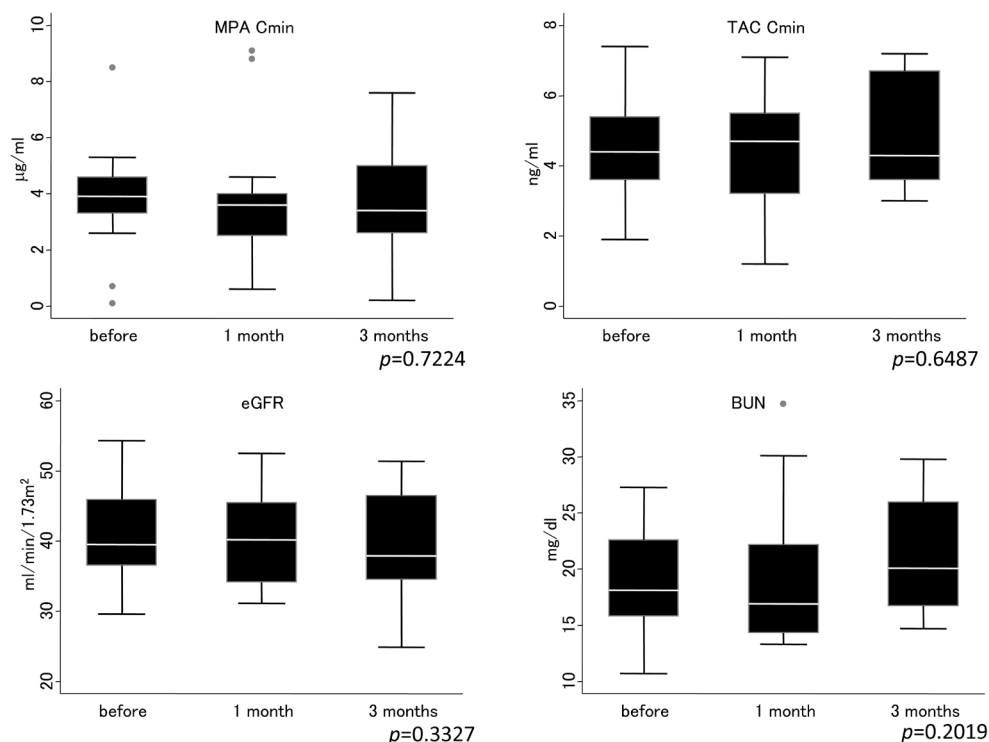 MPA Cmin
μg/ml
10
8
6
4
2
0
before 1 month 3 months
p=0.7224
TAC Cmin
ng/ml
8
6
4
2
0
before 1 month 3 months
p=0.6487
eGFR
ml/min/1.73m²
60
50
40
30
20
before 1 month 3 months
p=0.3327
BUN
mg/dl
35
30
25
20
15
10
before 1 month 3 months
p=0.2019